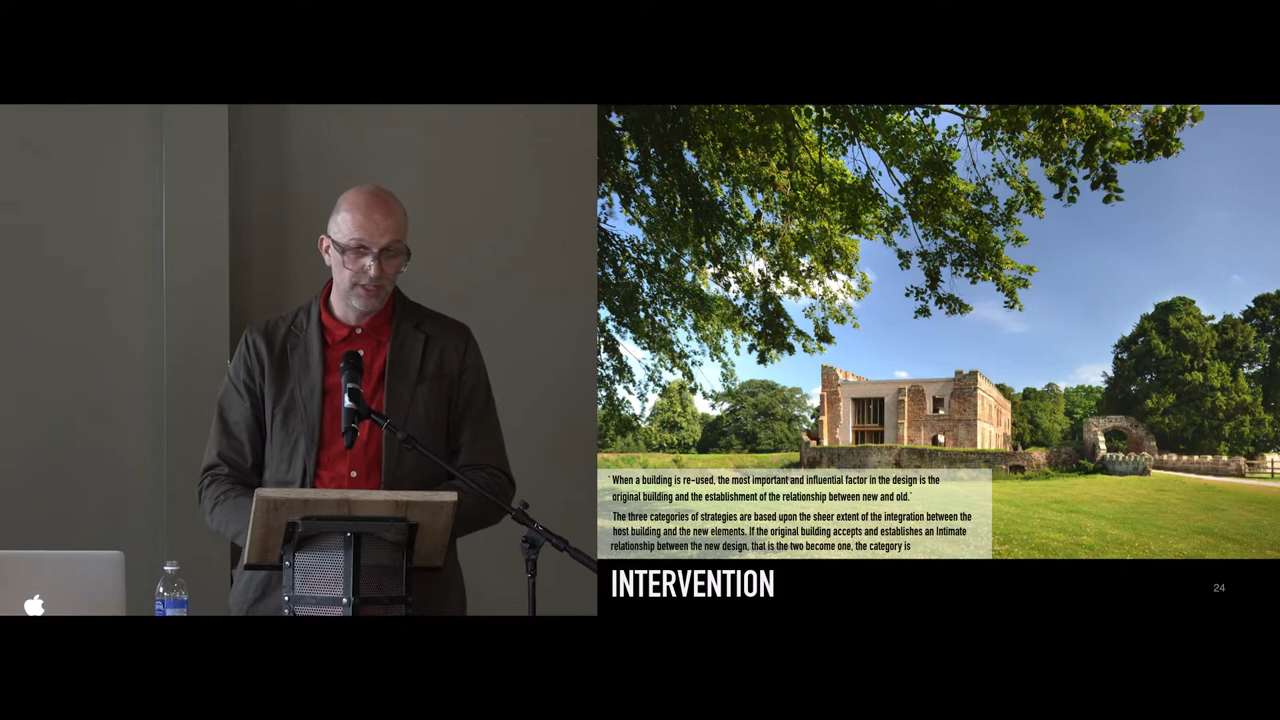 ‘ When a building is re-used, the most important and influential factor in the design is the
original building and the establishment of the relationship between new and old.’
The three categories of strategies are based upon the sheer extent of the integration between the
host building and the new elements. If the original building accepts and establishes an Intimate
relationship between the new design, that is the two become one, the category is
INTERVENTION
24